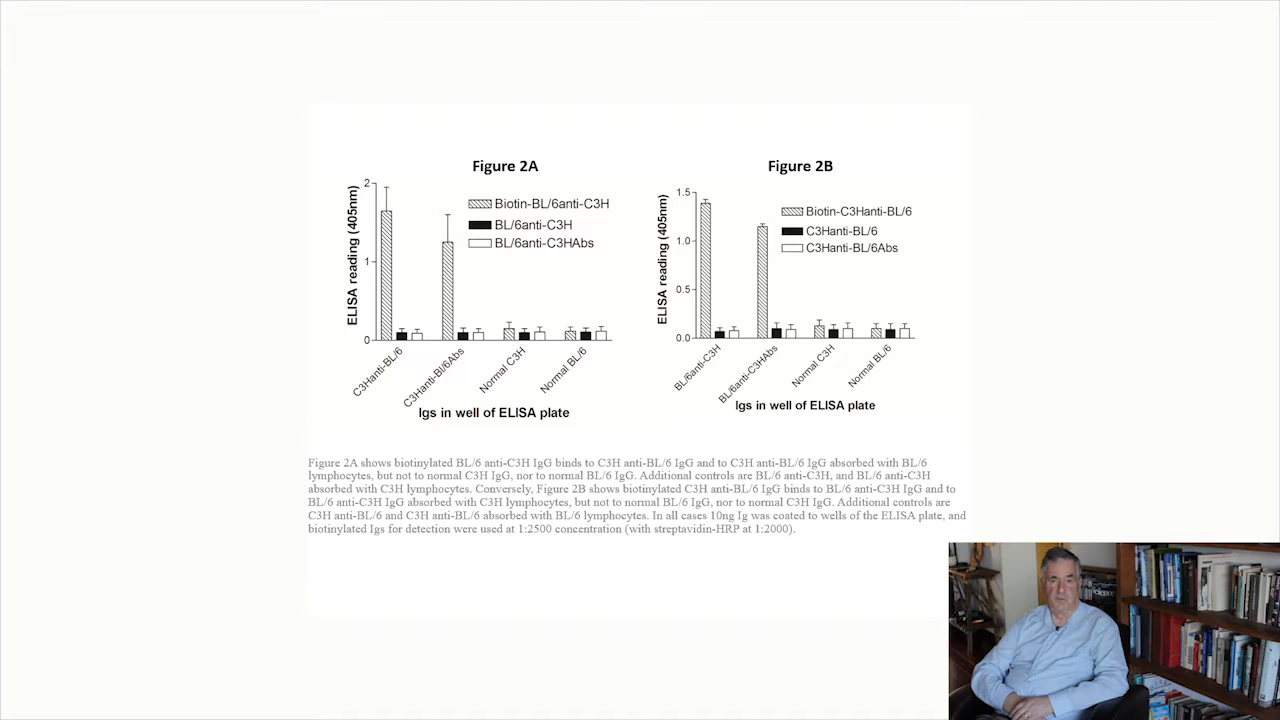 Figure 2A
ELISA reading (405nm)
2
1
0
Biotin-BL/6anti-C3H
BL/6anti-C3H
BL/6anti-C3HAbs
C3Hanti-BL/6
C3Hanti-Bl/6Abs
Normal C3H
Normal BL/6
Igs in well of ELISA plate
Figure 2B
ELISA reading (405nm)
1.5
1.0
0.5
0.0
Biotin-C3Hanti-BL/6
C3Hanti-BL/6
C3Hanti-BL/6Abs
BL/6anti-C3H
BL/6anti-C3HAbs
Normal C3H
Normal BL/6
Igs in well of ELISA plate
Figure 2A shows biotinylated BL/6 anti-C3H IgG binds to C3H anti-BL/6 IgG and to C3H anti-BL/6 IgG absorbed with BL/6
lymphocytes, but not to normal C3H IgG, nor to normal BL/6 IgG. Additional controls are BL/6 anti-C3H, and BL/6 anti-C3H
absorbed with C3H lymphocytes. Conversely, Figure 2B shows biotinylated C3H anti-BL/6 IgG binds to BL/6 anti-C3H IgG and to
BL/6 anti-C3H IgG absorbed with C3H lymphocytes, but not to normal BL/6 IgG, nor to normal C3H IgG. Additional controls are
C3H anti-BL/6 and C3H anti-BL/6 absorbed with BL/6 lymphocytes. In all cases 10ng Ig was coated to wells of the ELISA plate, and
biotinylated Igs for detection were used at 1:2500 concentration (with streptavidin-HRP at 1:2000).